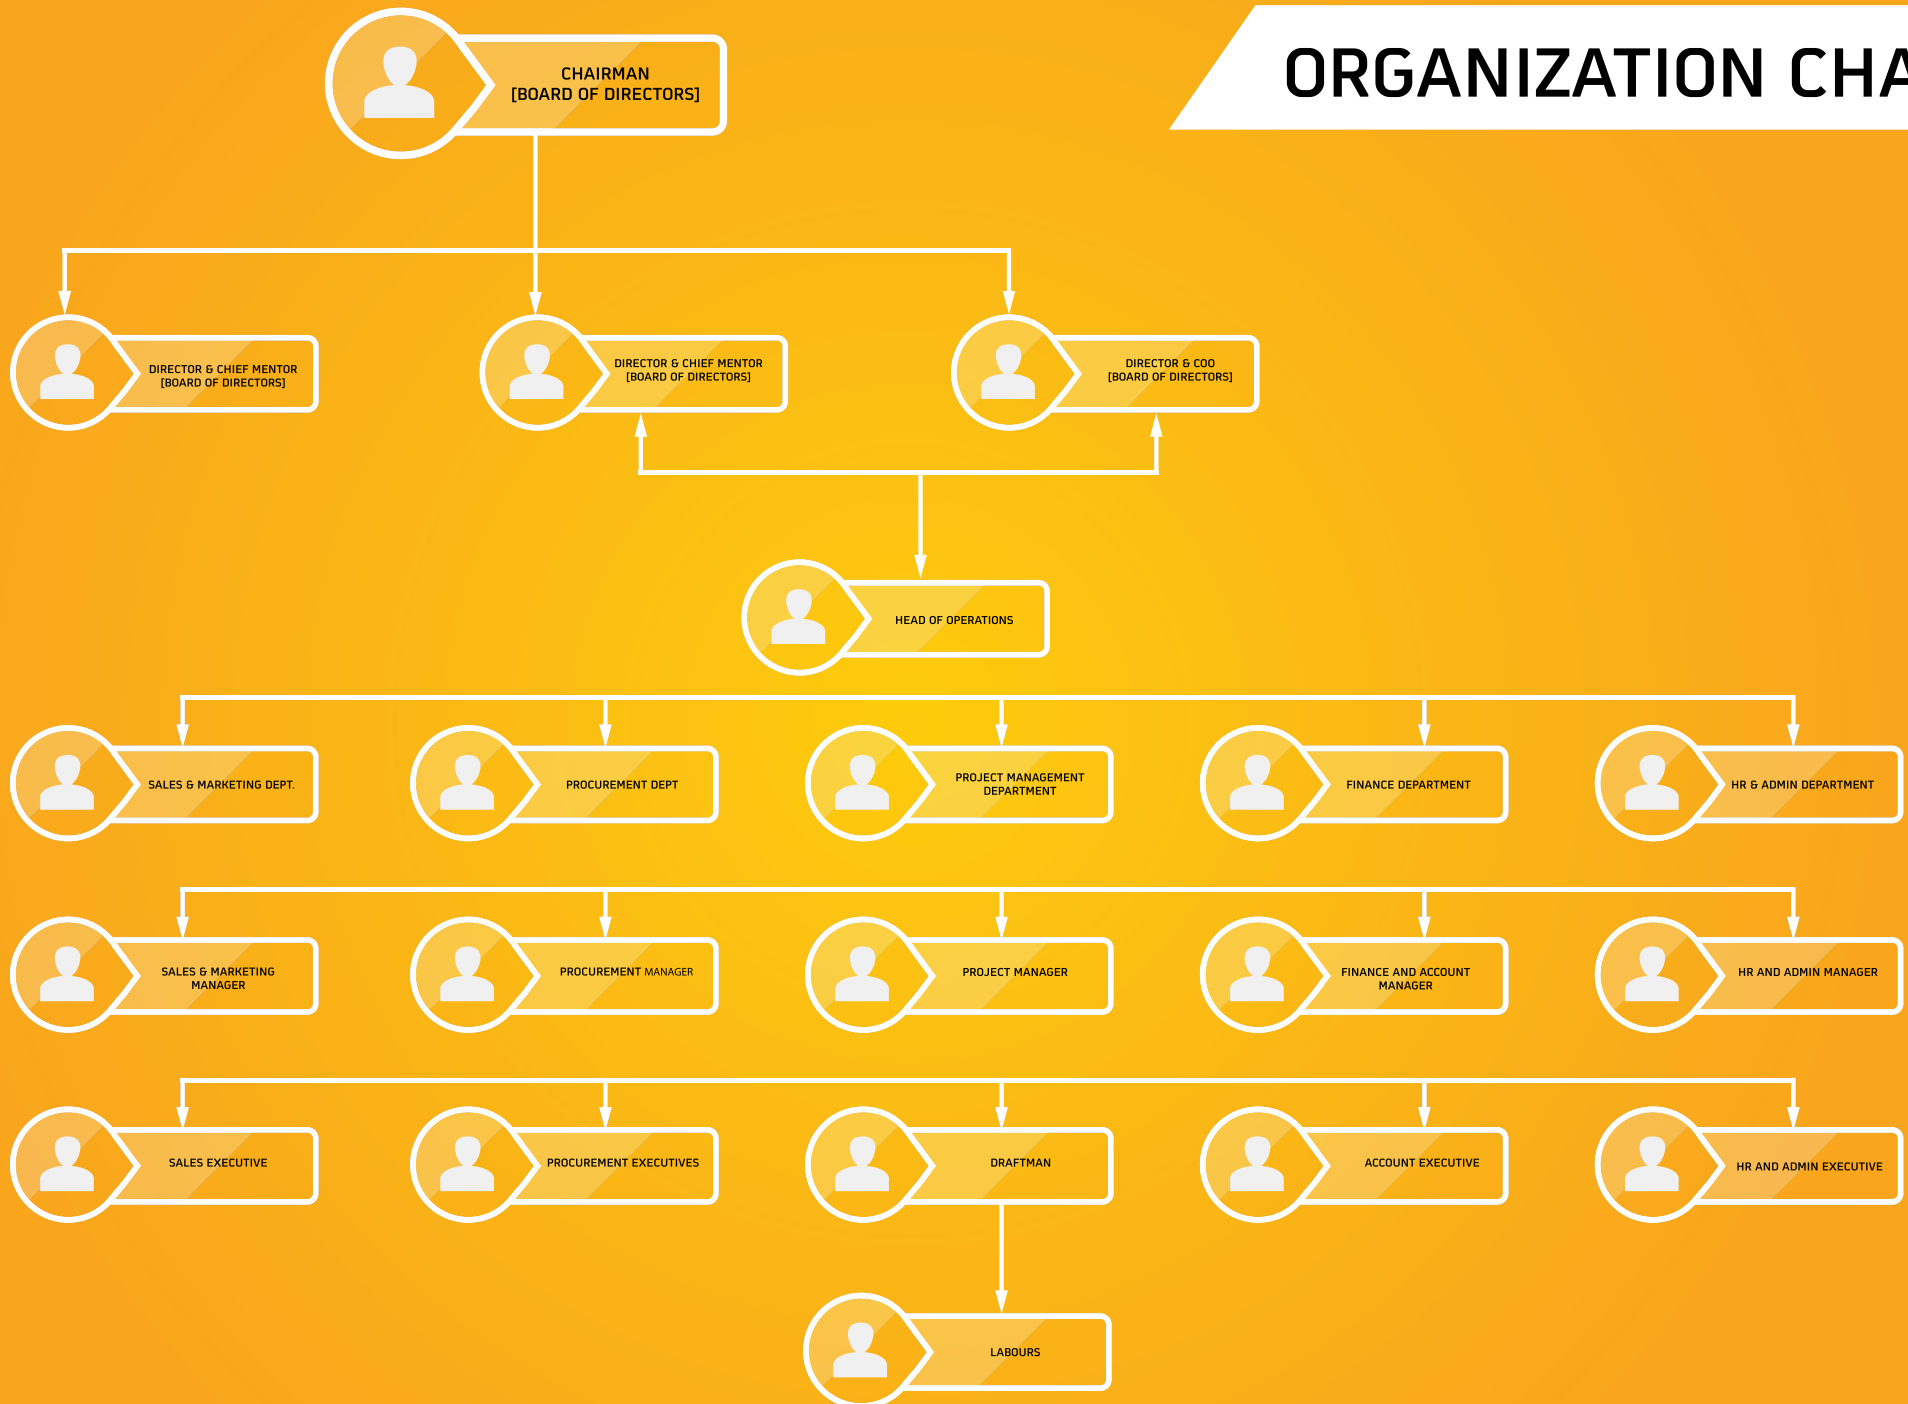 ORGANIZATION CHA
CHAIRMAN
[BOARD OF DIRECTORS]
DIRECTOR & CHIEF MENTOR
[BOARD OF DIRECTORS]
DIRECTOR & CHIEF MENTOR
[BOARD OF DIRECTORS]
DIRECTOR & COO
[BOARD OF DIRECTORS]
HEAD OF OPERATIONS
SALES & MARKETING DEPT.
PROCUREMENT DEPT
PROJECT MANAGEMENT
DEPARTMENT
FINANCE DEPARTMENT
HR & ADMIN DEPARTMENT
SALES & MARKETING
MANAGER
PROCUREMENT MANAGER
PROJECT MANAGER
FINANCE AND ACCOUNT
MANAGER
HR AND ADMIN MANAGER
SALES EXECUTIVE
PROCUREMENT EXECUTIVES
DRAFTMAN
ACCOUNT EXECUTIVE
HR AND ADMIN EXECUTIVE
LABOURS